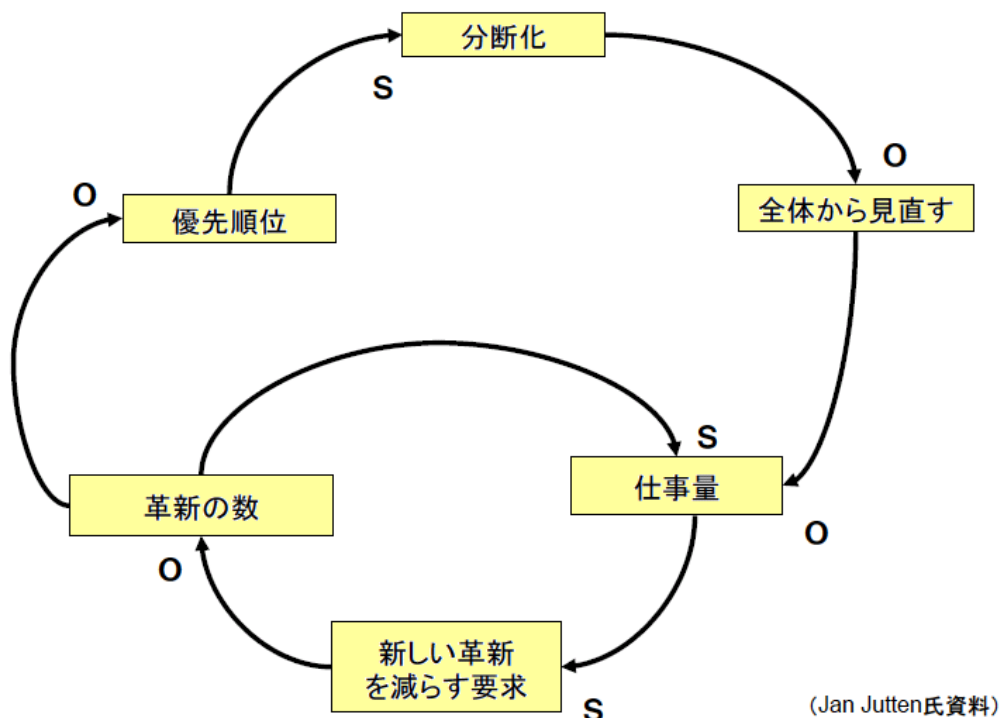 分断化
S
O
O
優先順位
全体から見直す
S
革新の数
仕事量
O
O
新しい革新
を減らす要求
S
(Jan Jutten氏資料)